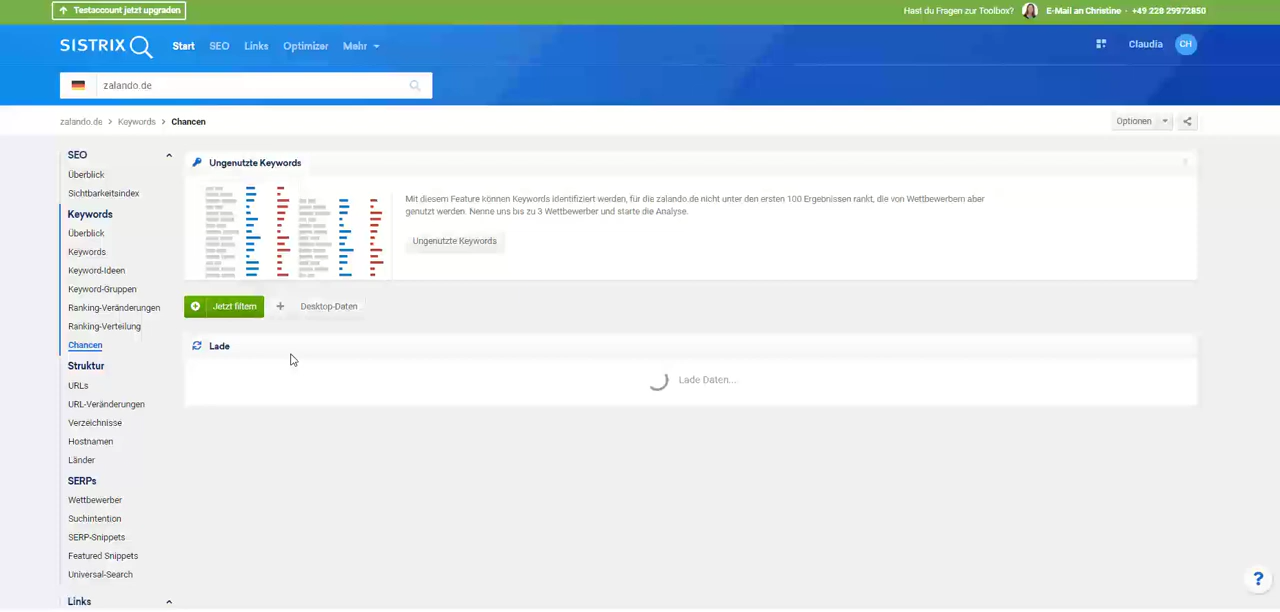 Testaccount jetzt upgraden
Hast du Fragen zur Toolbox? E-Mail an Christine · +49 228 29972850
SISTRIX Start SEO Links Optimizer Mehr
Claudia CH
zalando.de
zalando.de > Keywords > Chancen
Optionen
SEO
Überblick
Sichtbarkeitsindex
Keywords
Überblick
Keywords
Keyword-Ideen
Keyword-Gruppen
Ranking-Veränderungen
Ranking-Verteilung
Chancen
Struktur
URLs
URL-Veränderungen
Verzeichnisse
Hostnamen
Länder
SERPs
Wettbewerber
Suchintention
SERP-Snippets
Featured Snippets
Universal-Search
Links
Ungenutzte Keywords
Mit diesem Feature können Keywords identifiziert werden, für die zalando.de nicht unter den ersten 100 Ergebnissen rankt, die von Wettbewerbern aber
genutzt werden. Nenne uns bis zu 3 Wettbewerber und starte die Analyse.
Ungenutzte Keywords
Jetzt filtern + Desktop-Daten
Lade
Lade Daten...
?